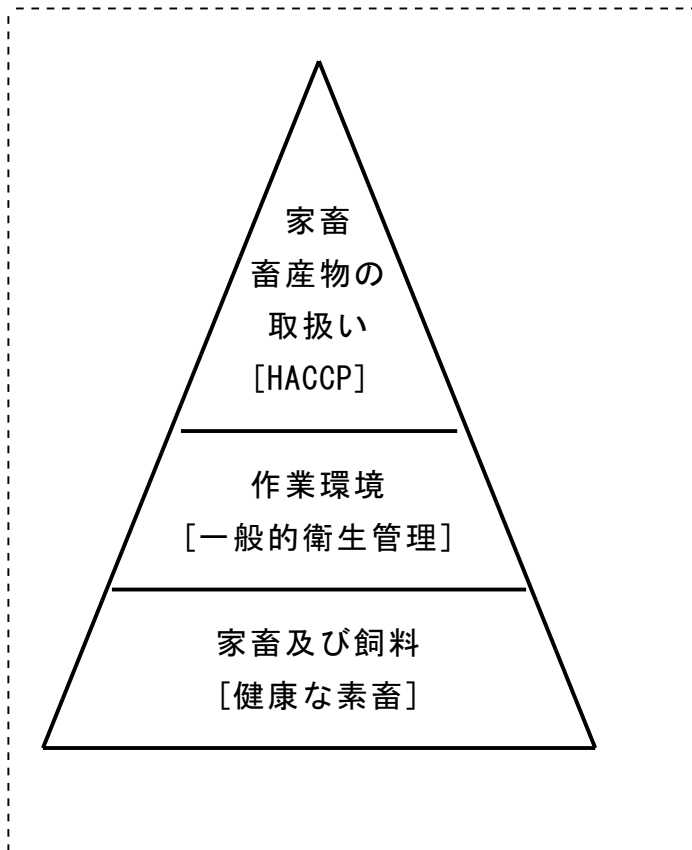 家畜
畜産物の
取扱い
[HACCP]
作業環境
[一般的衛生管理]
家畜及び飼料
[健康な素畜]